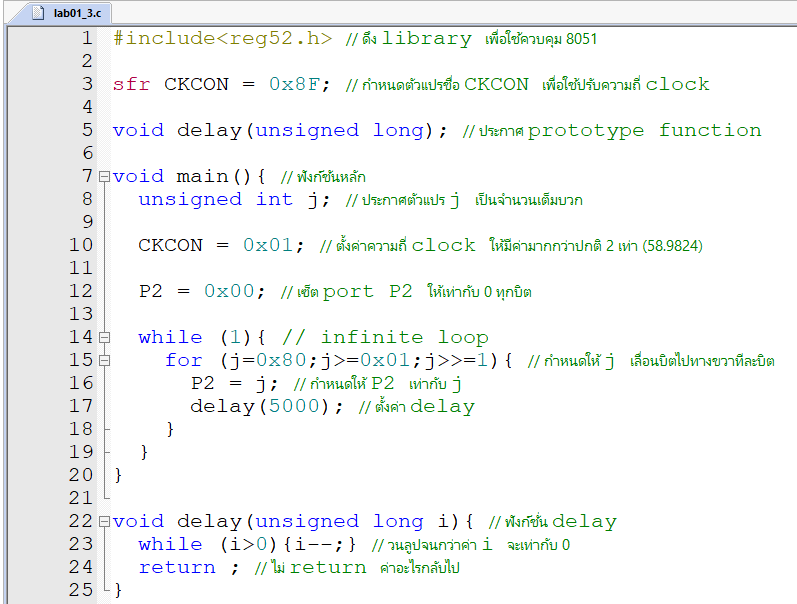 lab01_3.c
1 #include<reg52.h> // ดึง library เพื่อใช้ควบคุม 8051
2
3 sfr CKCON = 0x8F; // กำหนดตัวแปรชื่อ CKCON เพื่อใช้ปรับความถี่ clock
4
5 void delay(unsigned long); // ประกาศ prototype function
6
7 void main(){ // ฟังก์ชันหลัก
8 unsigned int j; // ประกาศตัวแปร j เป็นจำนวนเต็มบวก
9
10 CKCON = 0x01; // ตั้งค่าความถี่ clock ให้มีค่ามากกว่าปกติ 2 เท่า (58.9824)
11
12 P2 = 0x00; // เซ็ต port P2 ให้เท่ากับ 0 ทุกบิต
13
14 while (1){ // infinite loop
15 for (j=0x80;j>=0x01;j>>=1){ // กำหนดให้ j เลื่อนบิตไปทางขวาทีละบิต
16 P2 = j; // กำหนดให้ P2 เท่ากับ j
17 delay(5000); // ตั้งค่า delay
18 }
19 }
20 }
21
22 void delay(unsigned long i){ // ฟังก์ชั่น delay
23 while (i>0){i--;} // วนลูปจนกว่าค่า i จะเท่ากับ 0
24 return ; // ไม่ return ค่าอะไรกลับไป
25 }